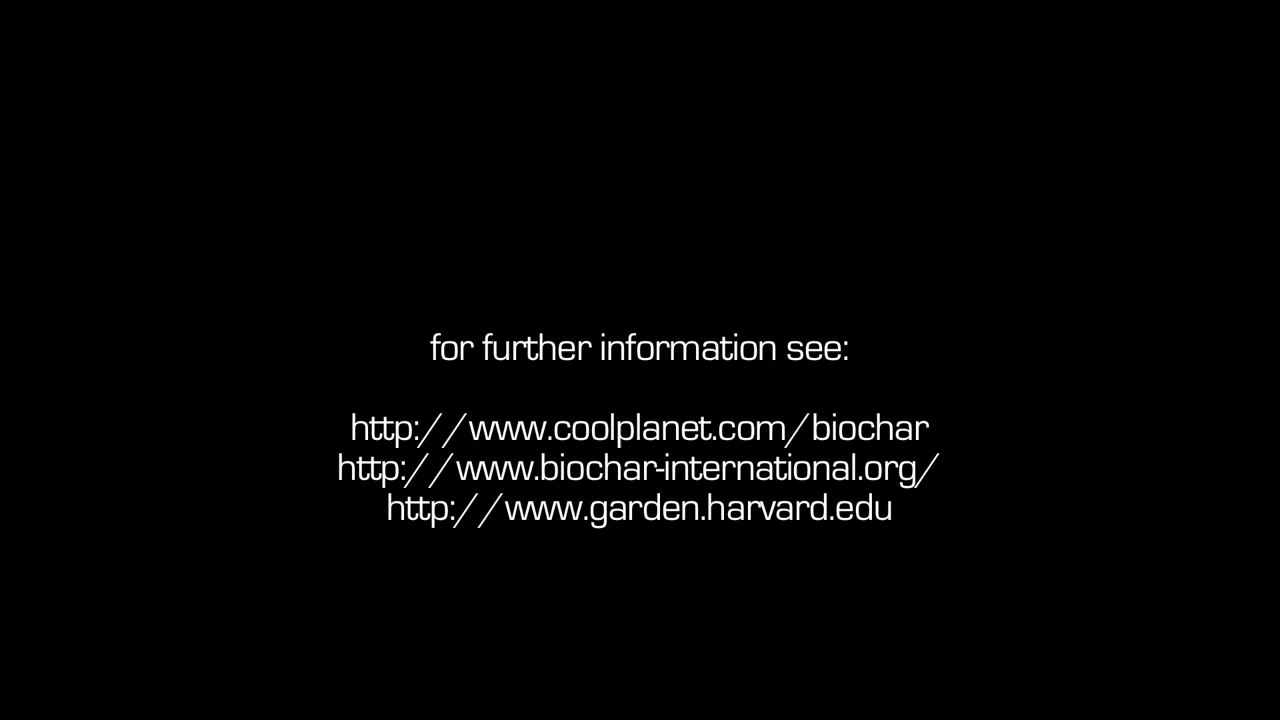 for further information see:
http://www.coolplanet.com/biochar
http://www.biochar-international.org/
http://www.garden.harvard.edu